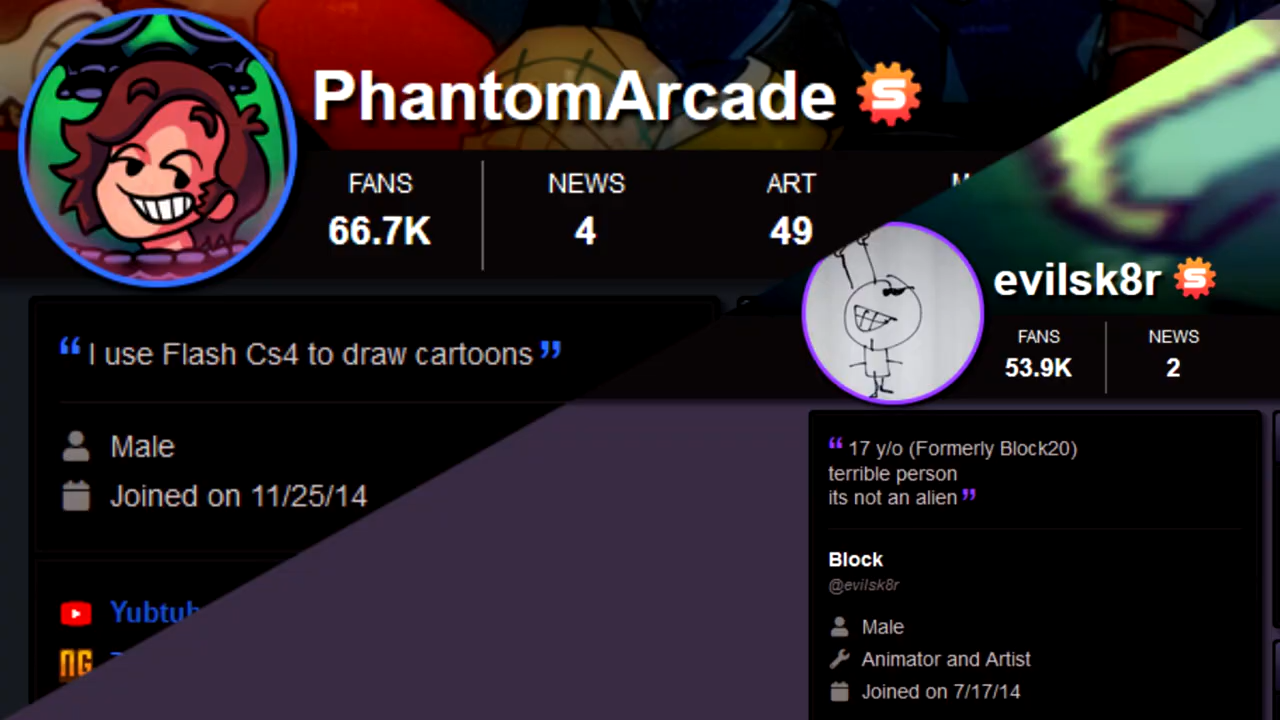 PhantomArcade
FANS NEWS ART
66.7K 4 49
“ I use Flash Cs4 to draw cartoons ”
Male
Joined on 11/25/14
NG
evilsk8r
FANS NEWS
53.9K 2
“ 17 y/o (Formerly Block20)
terrible person
its not an alien ”
Block
@evilsk8r
Male
Animator and Artist
Joined on 7/17/14